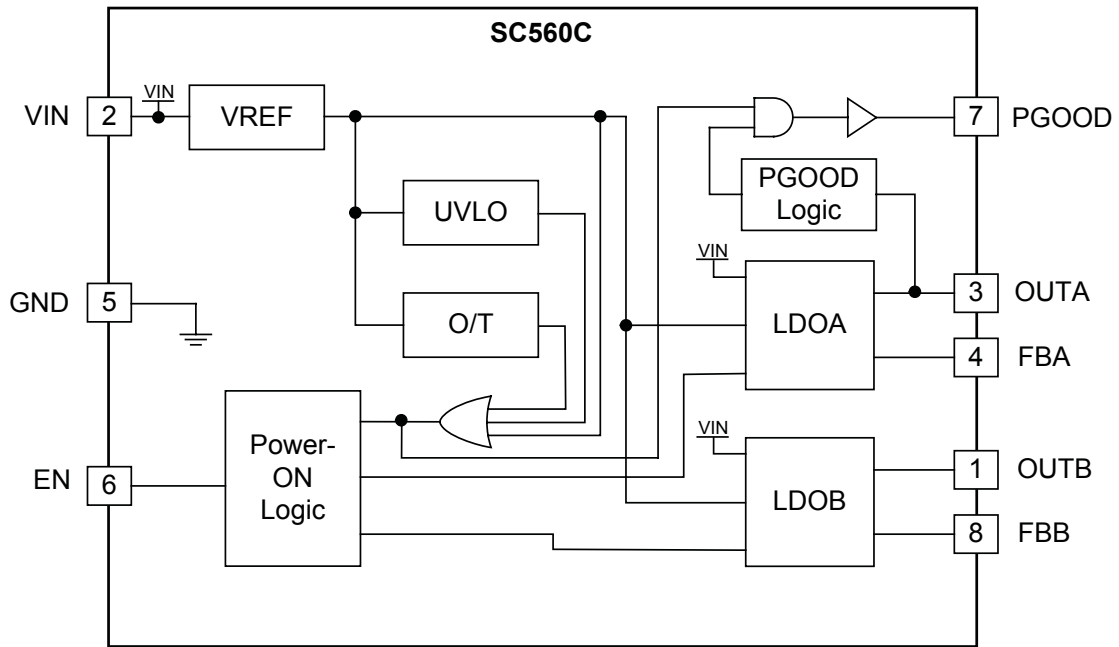 SC560C
VIN
2
VIN
VREF
7
PGOOD
PGOOD
Logic
UVLO
VIN
GND
5
O/T
LDOA
3
OUTA
4
FBA
Power-
ON
Logic
VIN
EN
6
LDOB
1
OUTB
8
FBB